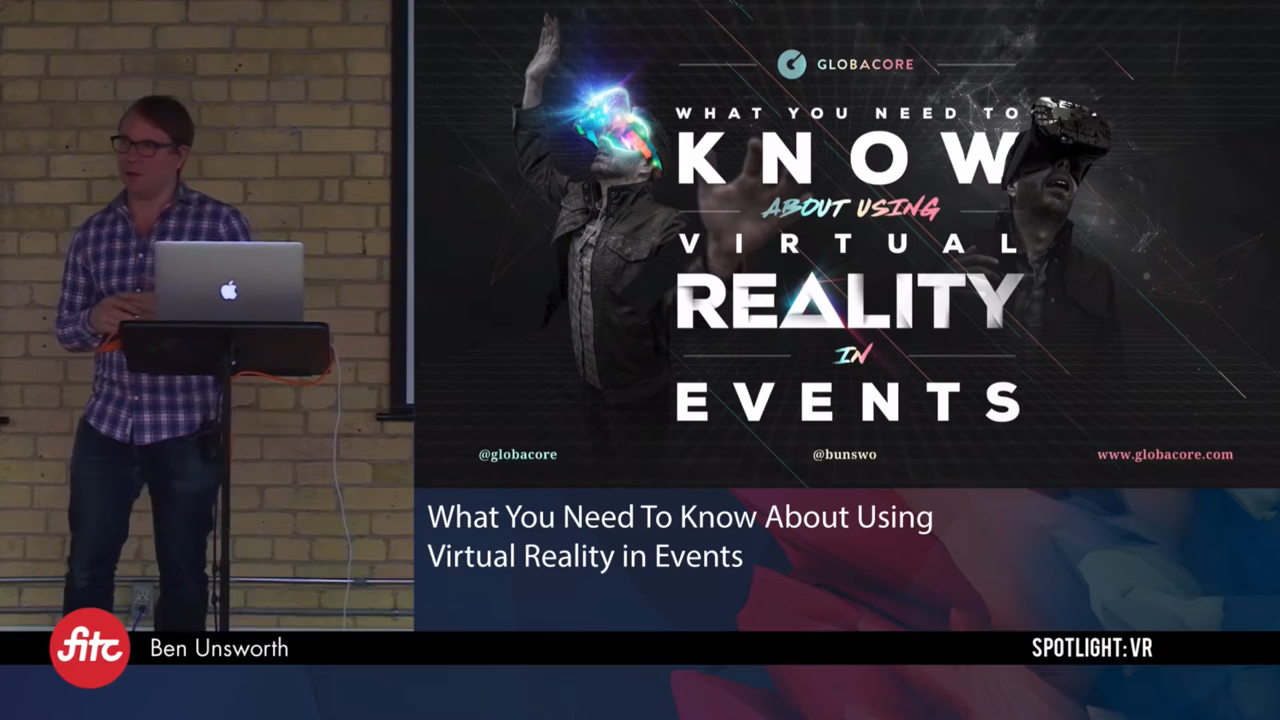 GLOBACORE
WHAT YOU NEED TO
KNOW
ABOUT USING
VIRTUAL
REALITY
IN
EVENTS
@globacore
@bunswo
www.globacore.com
What You Need To Know About Using
Virtual Reality in Events
fitc
Ben Unsworth
SPOTLIGHT: VR